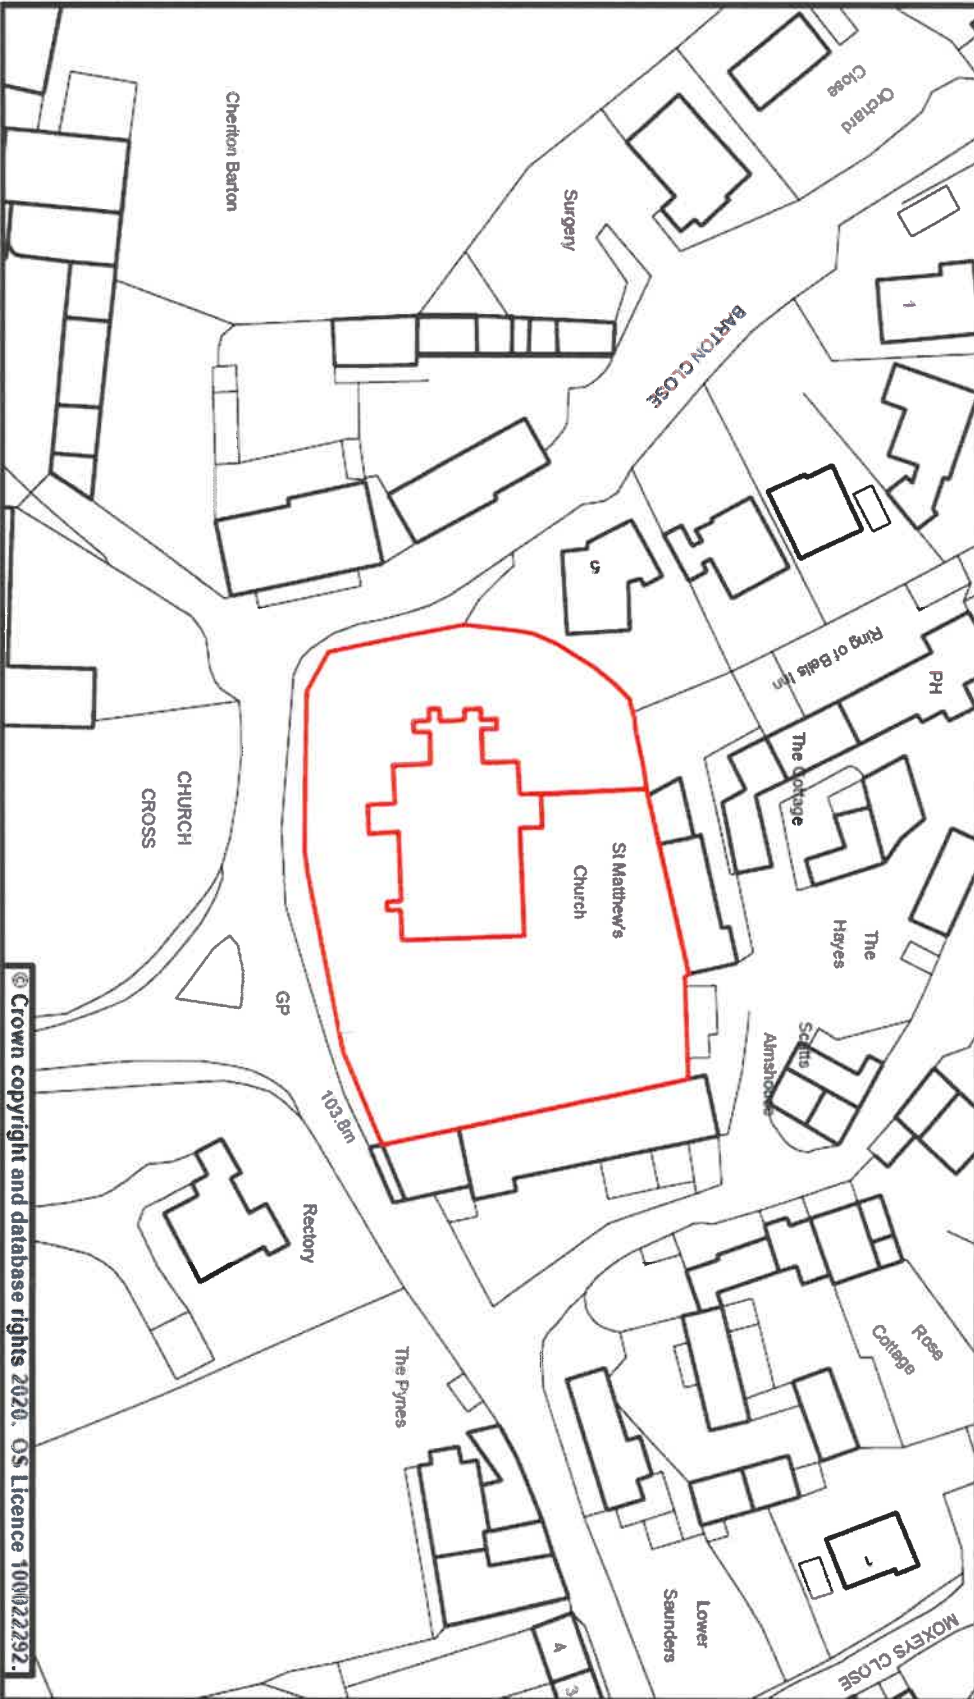 Orchard
Close
Cheriton Barton
Surgery
BARTON CLOSE
1
5
Ring of Bells Inn
PH
The Cottage
St Matthew's
Church
The
Hayes
Scotts
Almshouse
CHURCH
CROSS
GP
103.8m
Rectory
The Pynes
Rose
Cottage
Lower
Saunders
1
MOXEYS CLOSE
4
3
© Crown copyright and database rights 2020. OS Licence 100022292.